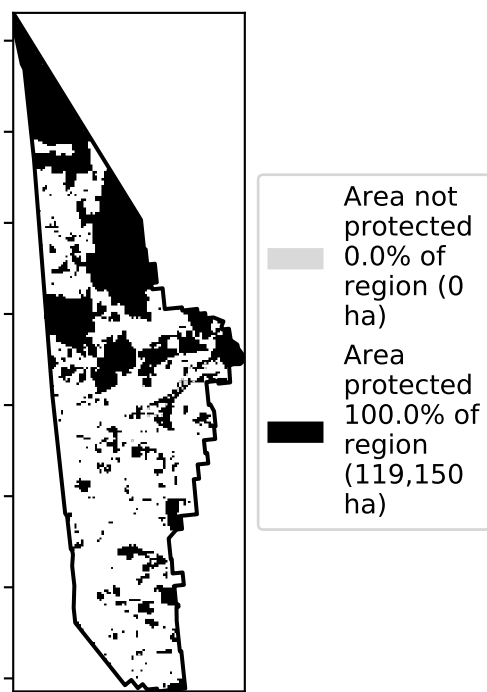 Area not
protected
0.0% of
region (0
ha)
Area
protected
100.0% of
region
(119,150
ha)